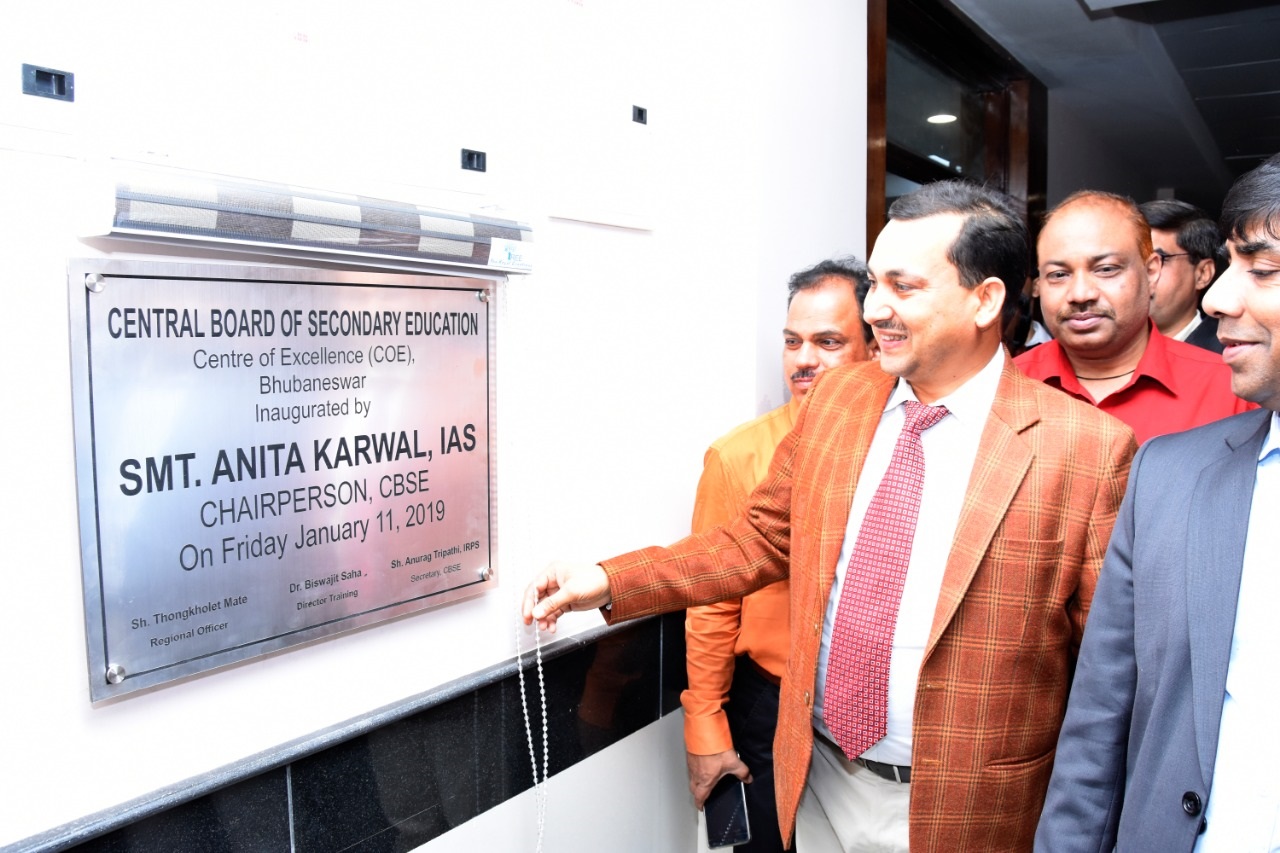 CENTRAL BOARD OF SECONDARY EDUCATION
Centre of Excellence (COE),
Bhubaneswar
Inaugurated by
SMT. ANITA KARWAL, IAS
CHAIRPERSON, CBSE
On Friday January 11, 2019
Sh. Thongkholet Mate
Regional Officer
Dr. Biswajit Saha
Director Training
Sh. Anurag Tripathi, IRPS
Secretary, CBSE